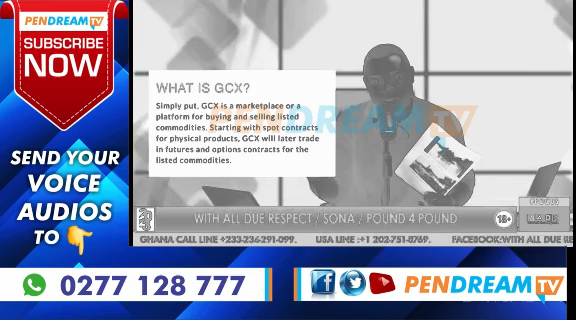 PENDREAM TV
SUBSCRIBE
NOW
SEND YOUR
VOICE
AUDIOS
TO
WHAT IS GCX?
Simply put, GCX is a marketplace or a
platform for buying and selling listed
commodities. Starting with spot contracts
for physical products, GCX will later trade
in futures and options contracts for the
listed commodities.
PENDREAM TV
WITH ALL DUE RESPECT / SONA / POUND 4 POUND
18+
GHANA CALL LINE +233-234-291-099. USA LINE :+1 202-751-8769. FACEBOOK:WITH ALL DUE RE
0277 128 777
PENDREAM TV